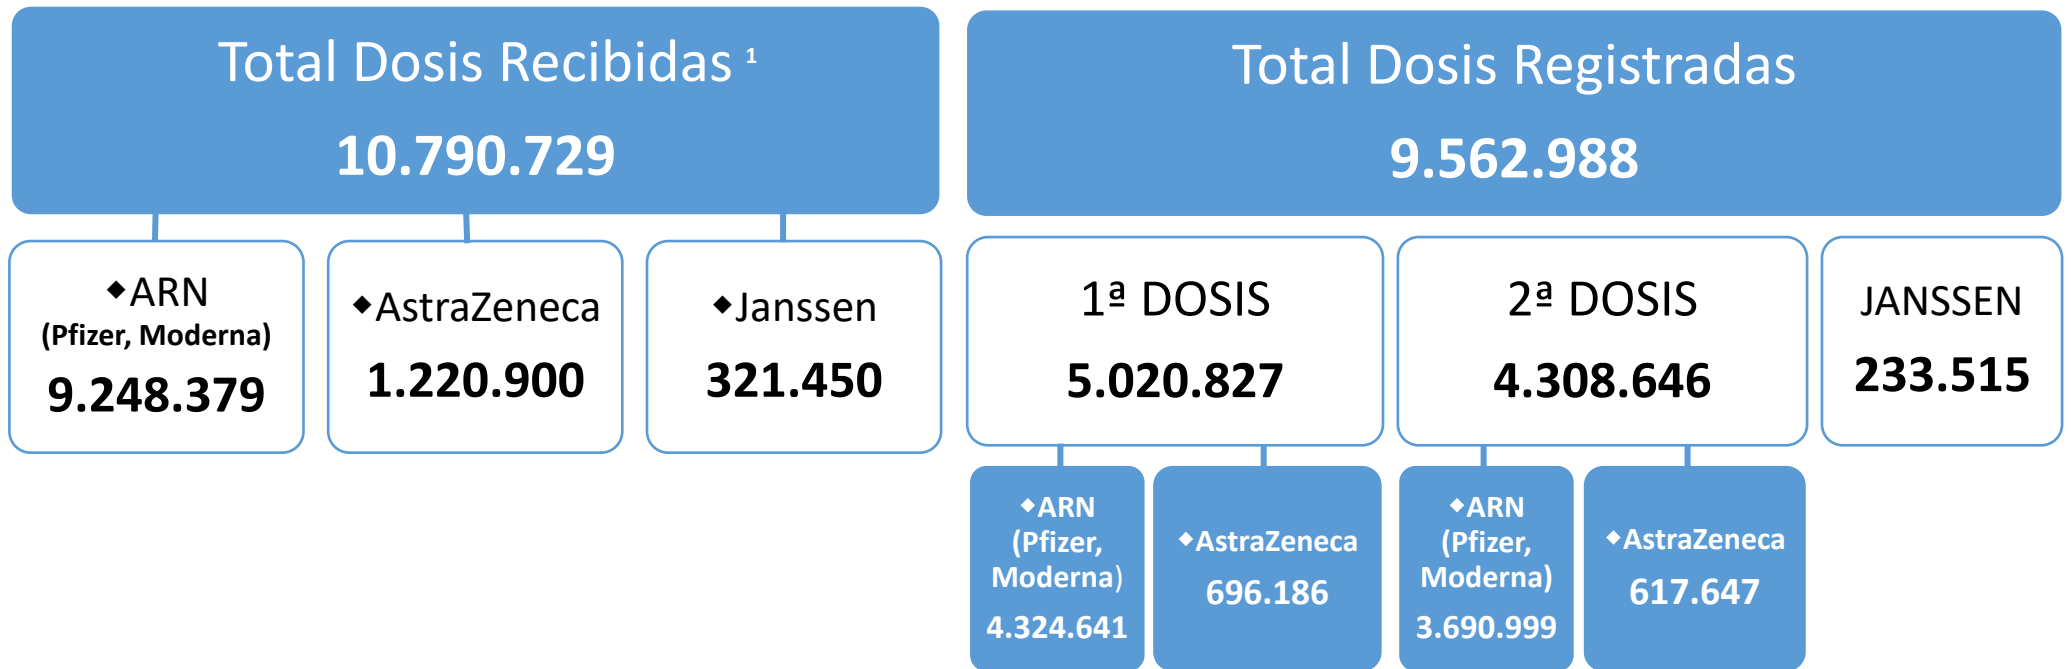 Total Dosis Recibidas ¹
10.790.729
◆ARN
(Pfizer, Moderna)
9.248.379
◆AstraZeneca
1.220.900
◆Janssen
321.450
Total Dosis Registradas
9.562.988
1ª DOSIS
5.020.827
2ª DOSIS
4.308.646
JANSSEN
233.515
◆ARN
(Pfizer,
Moderna)
4.324.641
◆AstraZeneca
696.186
◆ARN
(Pfizer,
Moderna)
3.690.999
◆AstraZeneca
617.647